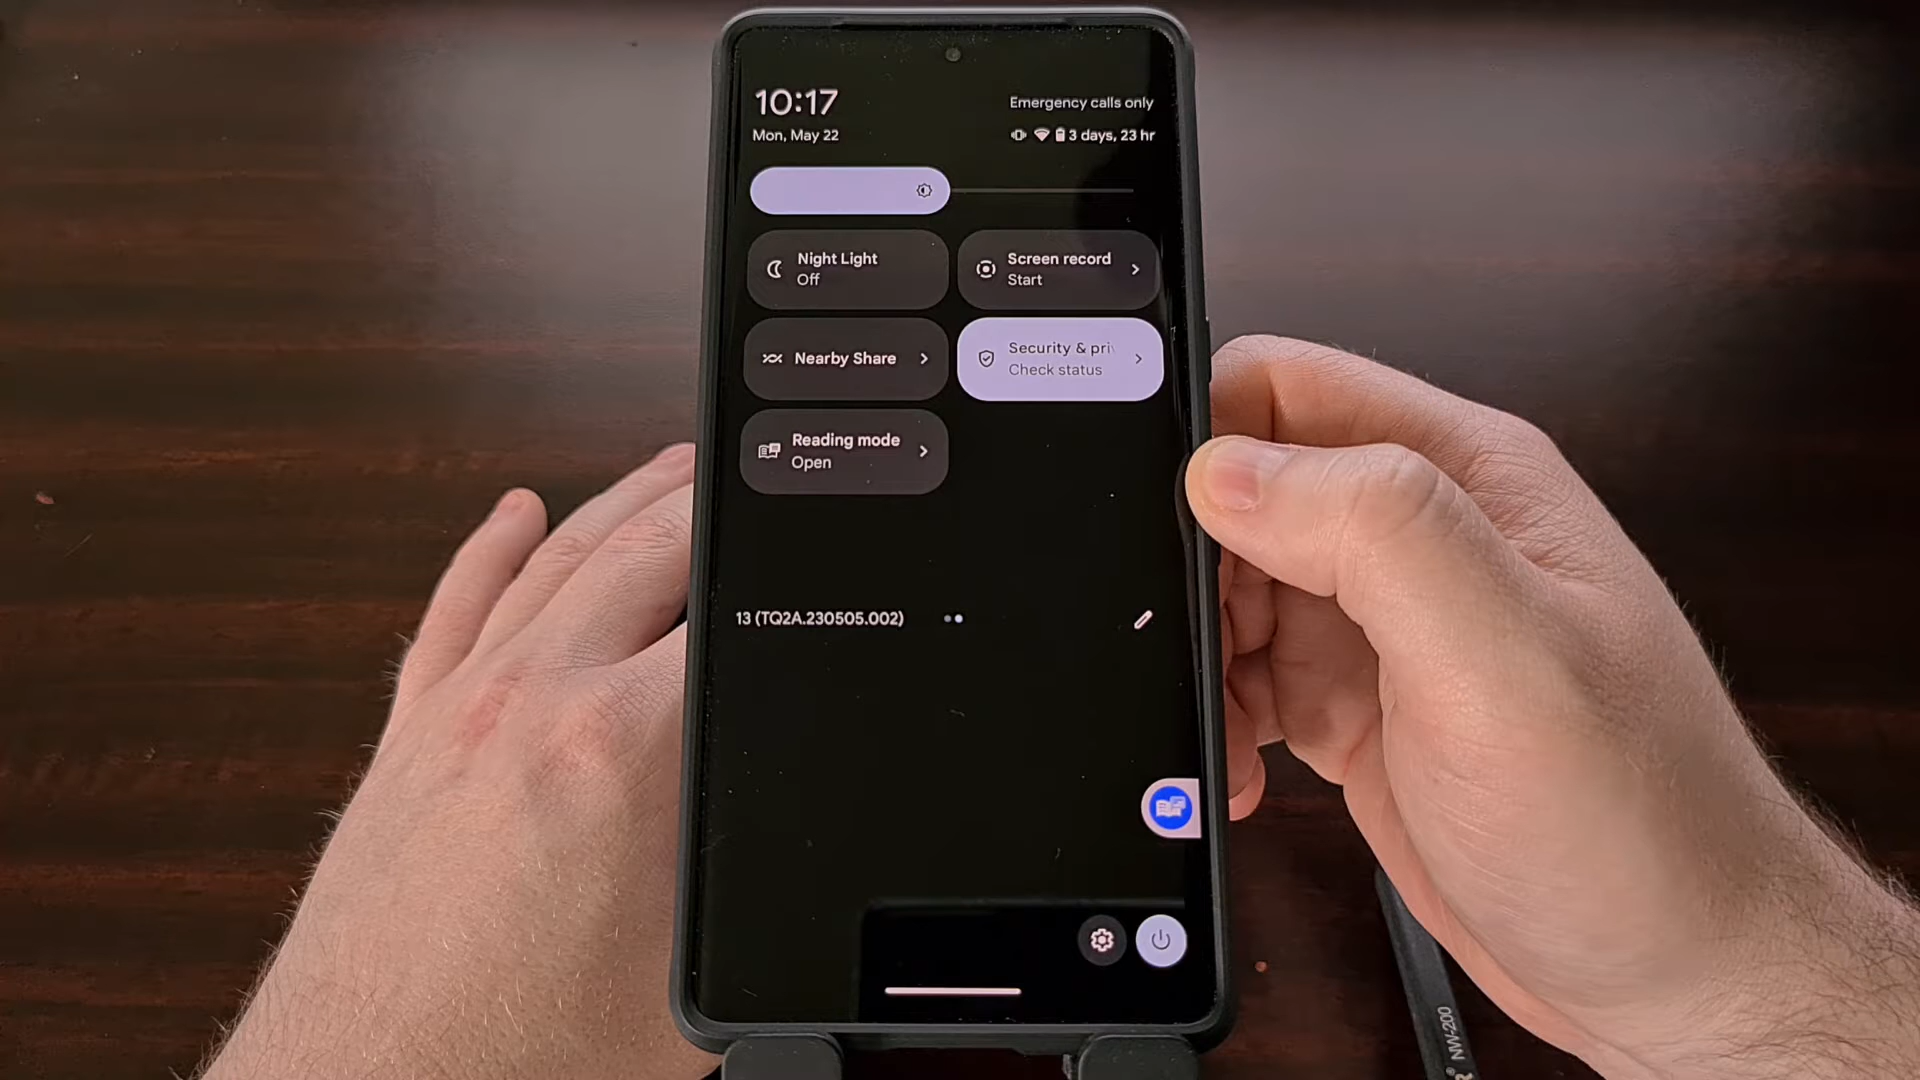 10:17
Emergency calls only
Mon, May 22
3 days, 23 hr
Night Light
Off
Screen record
Start
Nearby Share
Security & pri
Check status
Reading mode
Open
13 (TQ2A.230505.002)
NW-200